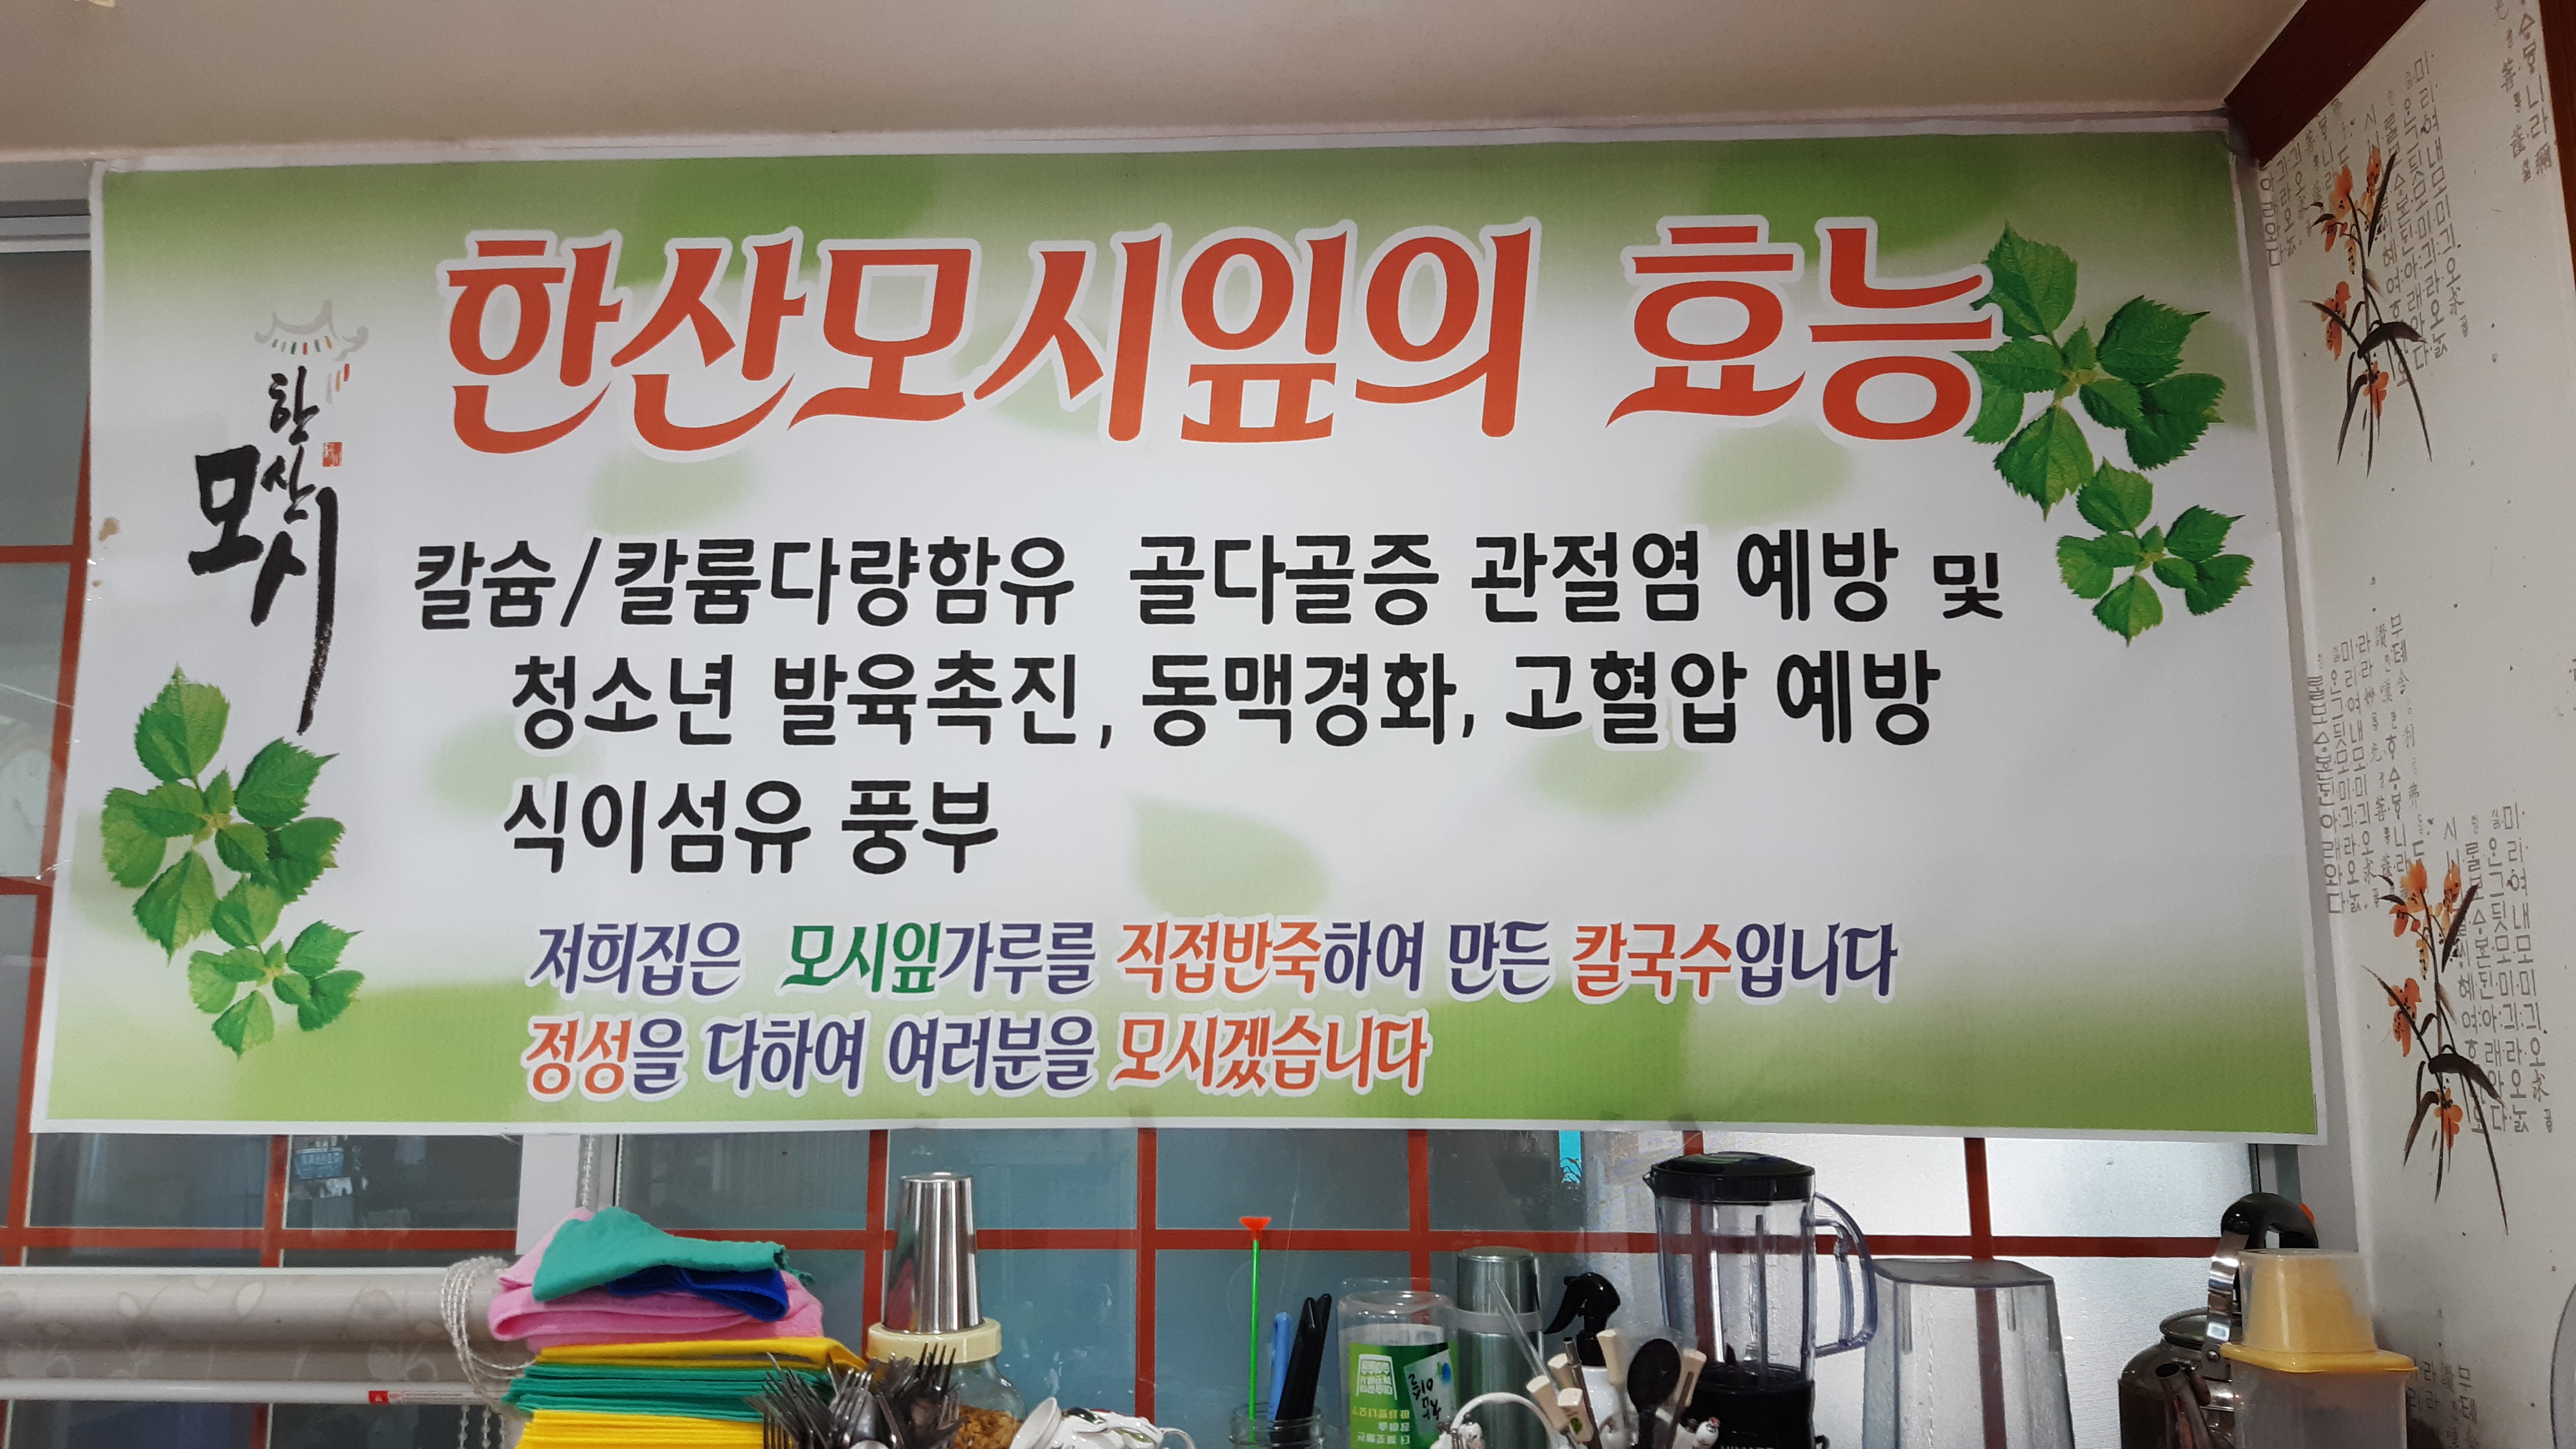 한산모시잎의 효능
한산
모시
칼슘/칼륨다량함유 골다골증 관절염 예방 및
청소년 발육촉진, 동맥경화, 고혈압 예방
식이섬유 풍부
저희집은 모시잎가루를 직접반죽하여 만든 칼국수입니다
정성을 다하여 여러분을 모시겠습니다